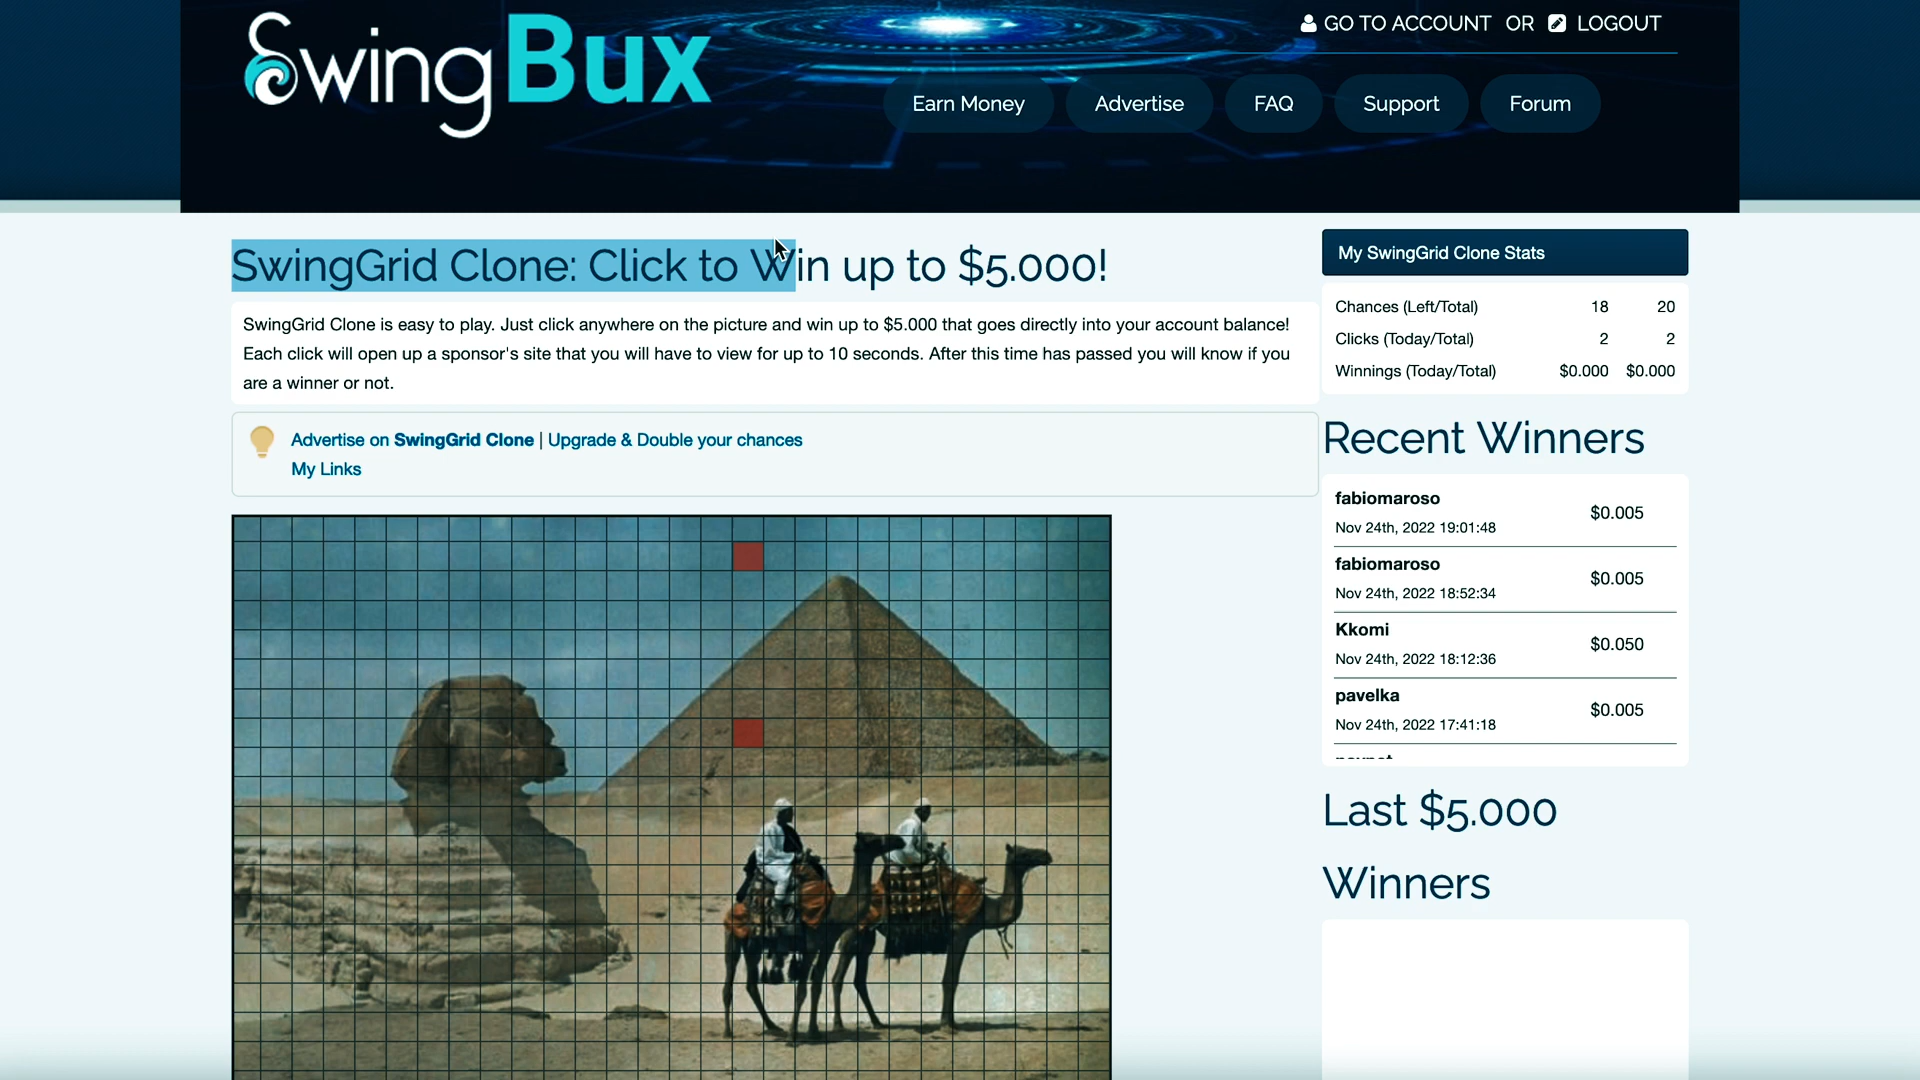 SwingBux
GO TO ACCOUNT OR LOGOUT
Earn Money
Advertise
FAQ
Support
Forum
SwingGrid Clone: Click to Win up to $5.000!
SwingGrid Clone is easy to play. Just click anywhere on the picture and win up to $5.000 that goes directly into your account balance!
Each click will open up a sponsor's site that you will have to view for up to 10 seconds. After this time has passed you will know if you
are a winner or not.
Advertise on SwingGrid Clone | Upgrade & Double your chances
My Links
My SwingGrid Clone Stats
Chances (Left/Total) 18 20
Clicks (Today/Total) 2 2
Winnings (Today/Total) $0.000 $0.000
Recent Winners
fabiomaroso
Nov 24th, 2022 19:01:48
$0.005
fabiomaroso
Nov 24th, 2022 18:52:34
$0.005
Kkomi
Nov 24th, 2022 18:12:36
$0.050
pavelka
Nov 24th, 2022 17:41:18
$0.005
Last $5.000
Winners